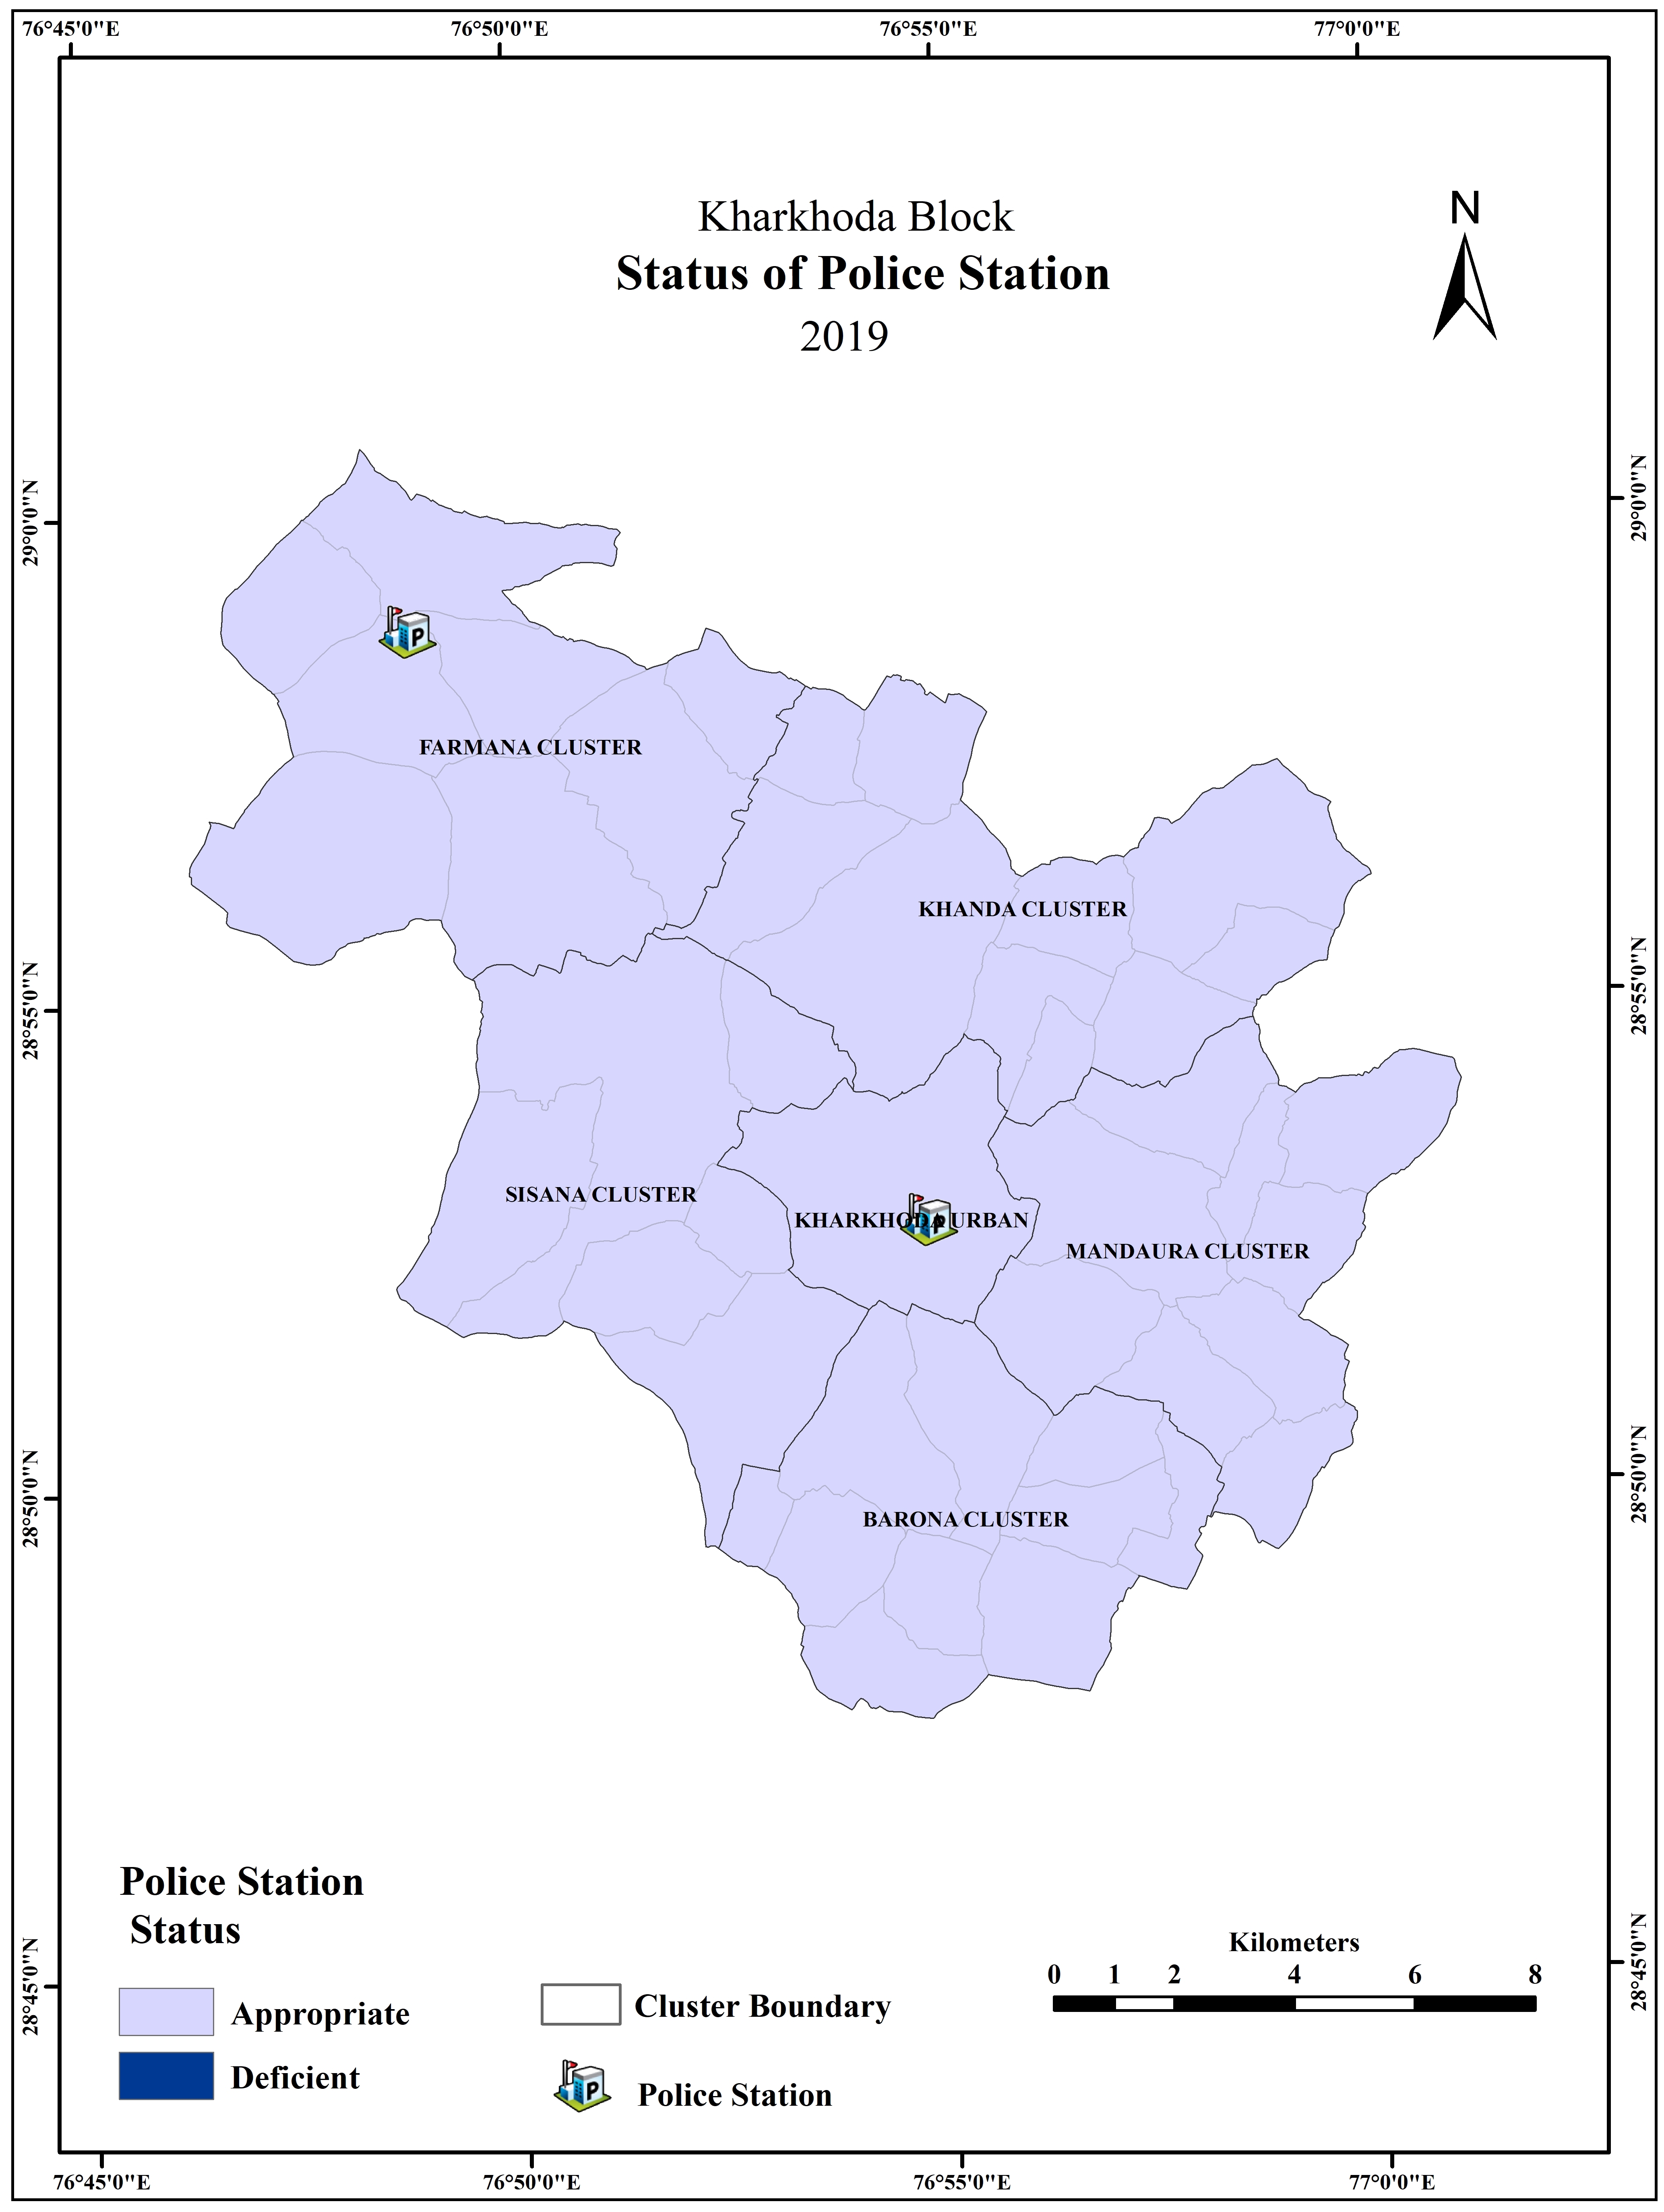 76°45'0"E 76°50'0"E 76°55'0"E 77°0'0"E
Kharkhoda Block
Status of Police Station
2019
N
29°0'0"N 29°0'0"N
FARMANA CLUSTER
KHANDA CLUSTER
28°55'0"N 28°55'0"N
SISANA CLUSTER
KHARKHODA URBAN
P
MANDAURA CLUSTER
28°50'0"N 28°50'0"N
BARONA CLUSTER
Police Station
Status
Appropriate
Deficient
Cluster Boundary
P
Police Station
Kilometers
0 1 2 4 6 8
28°45'0"N 28°45'0"N
76°45'0"E 76°50'0"E 76°55'0"E 77°0'0"E